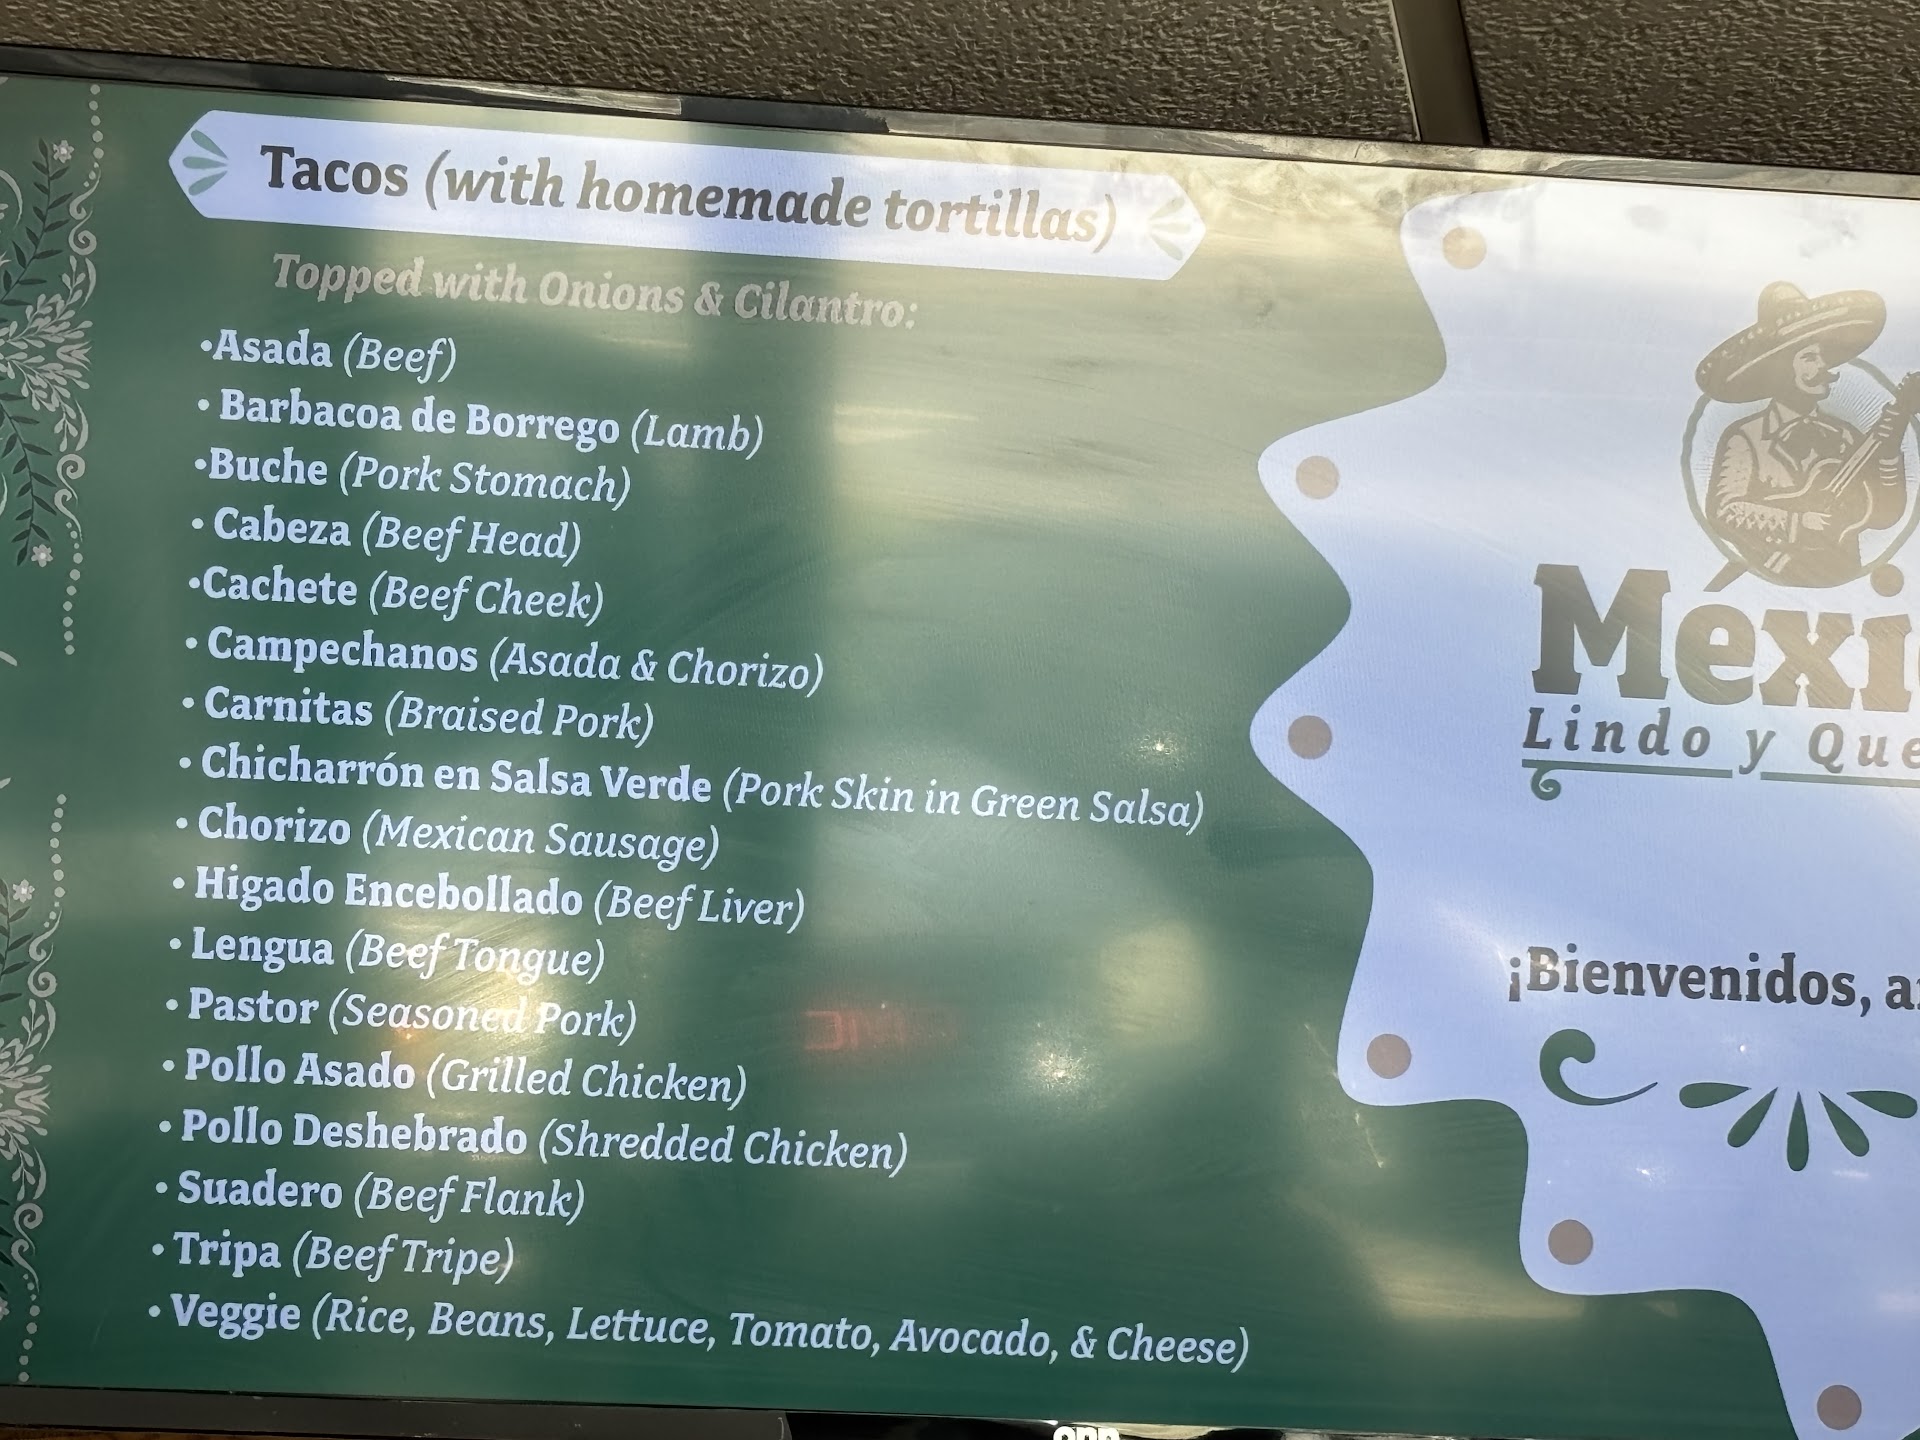 Tacos (with homemade tortillas)
Topped with Onions & Cilantro:
•Asada (Beef)
• Barbacoa de Borrego (Lamb)
•Buche (Pork Stomach)
• Cabeza (Beef Head)
•Cachete (Beef Cheek)
• Campechanos (Asada & Chorizo)
• Carnitas (Braised Pork)
• Chicharrón en Salsa Verde (Pork Skin in Green Salsa)
• Chorizo (Mexican Sausage)
• Higado Encebollado (Beef Liver)
• Lengua (Beef Tongue)
• Pastor (Seasoned Pork)
• Pollo Asado (Grilled Chicken)
• Pollo Deshebrado (Shredded Chicken)
• Suadero (Beef Flank)
• Tripa (Beef Tripe)
• Veggie (Rice, Beans, Lettuce, Tomato, Avocado, & Cheese)
Méxi
Lindo y Que
¡Bienvenidos,